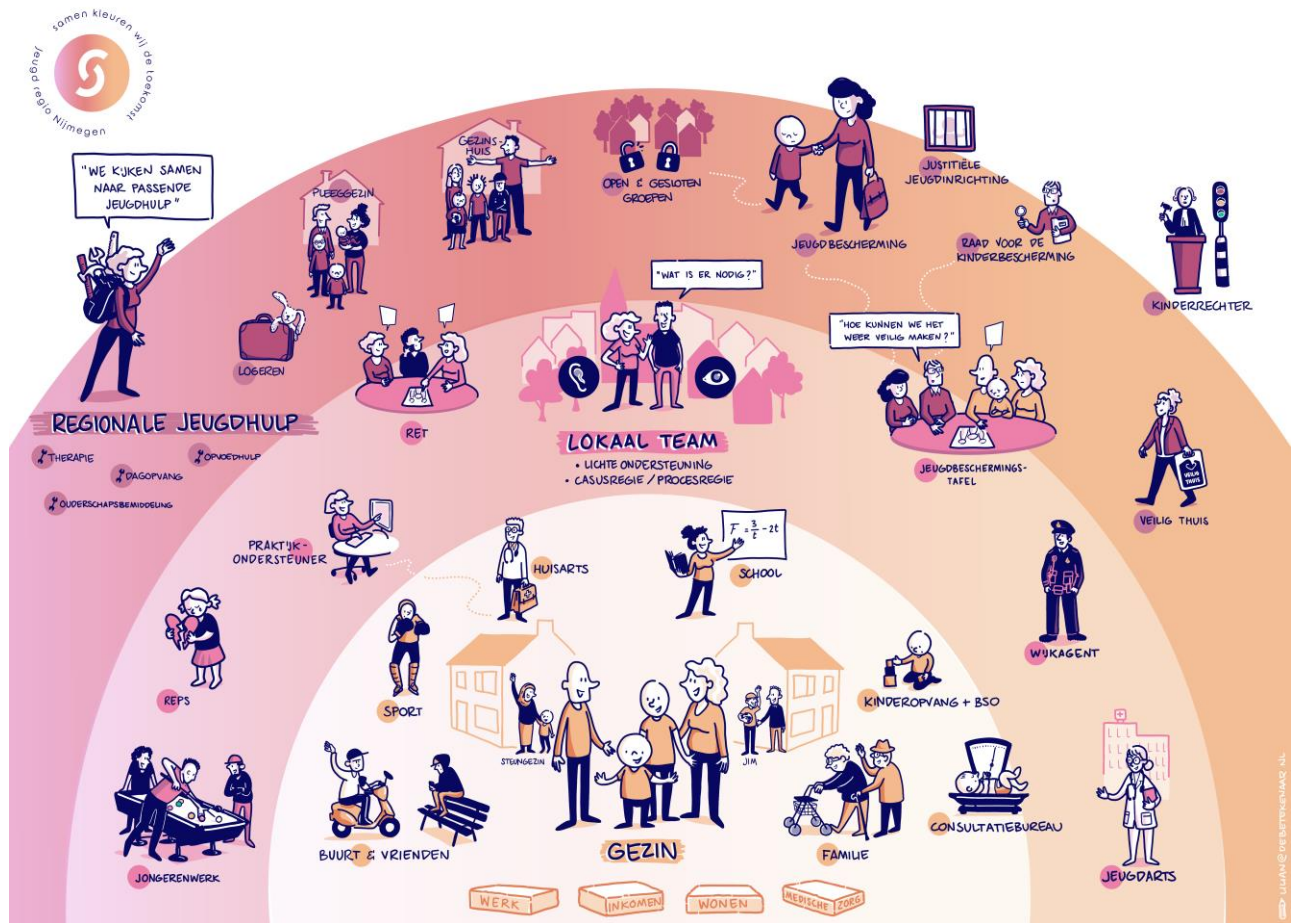 samen kleuren wij de toekomst
jeugd regio Nijmegen
"WE KIJKEN SAMEN
NAAR PASSENDE
JEUGDHULP"
PLEEGGEZIN
GEZINS-
HUIS
OPEN & GESLOTEN
GROEPEN
JEUGDBESCHERMING
JUSTITIËLE
JEUGDINRICHTING
RAAD VOOR DE
KINDERBESCHERMING
KINDERRECHTER
LOGEREN
"WAT IS ER NODIG?"
"HOE KUNNEN WE HET
WEER VEILIG MAKEN?"
REGIONALE JEUGDHULP
THERAPIE
OPVOEDHULP
DAGOPVANG
OUDERSCHAPSBEMIDDELING
RET
LOKAAL TEAM
• LICHTE ONDERSTEUNING
• CASUSREGIE / PROCESREGIE
JEUGDBESCHERMINGS-
TAFEL
VEILIG
THUIS
VEILIG THUIS
PRAKTIJK-
ONDERSTEUNER
HUISARTS
F = 3/t - 2t
SCHOOL
WIJKAGENT
REPS
SPORT
STEUNGEZIN
JIM
KINDEROPVANG + BSO
JONGERENWERK
BUURT & VRIENDEN
GEZIN
FAMILIE
CONSULTATIEBUREAU
JEUGDARTS
WERK
INKOMEN
WONEN
MEDISCHE ZORG
LILIAN@DEBETEKENAAR.NL